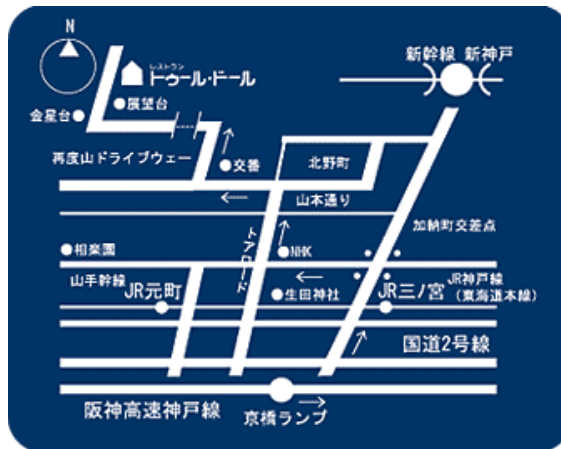 N
レストラン
トゥール・ドール
新幹線 新神戸
展望台
金星台
再度山ドライブウェー
交番
北野町
山本通り
加納町交差点
トアロード
相楽園
NHK
山手幹線
JR元町
生田神社
JR三ノ宮
JR神戸線
（東海道本線）
国道2号線
阪神高速神戸線
京橋ランプ